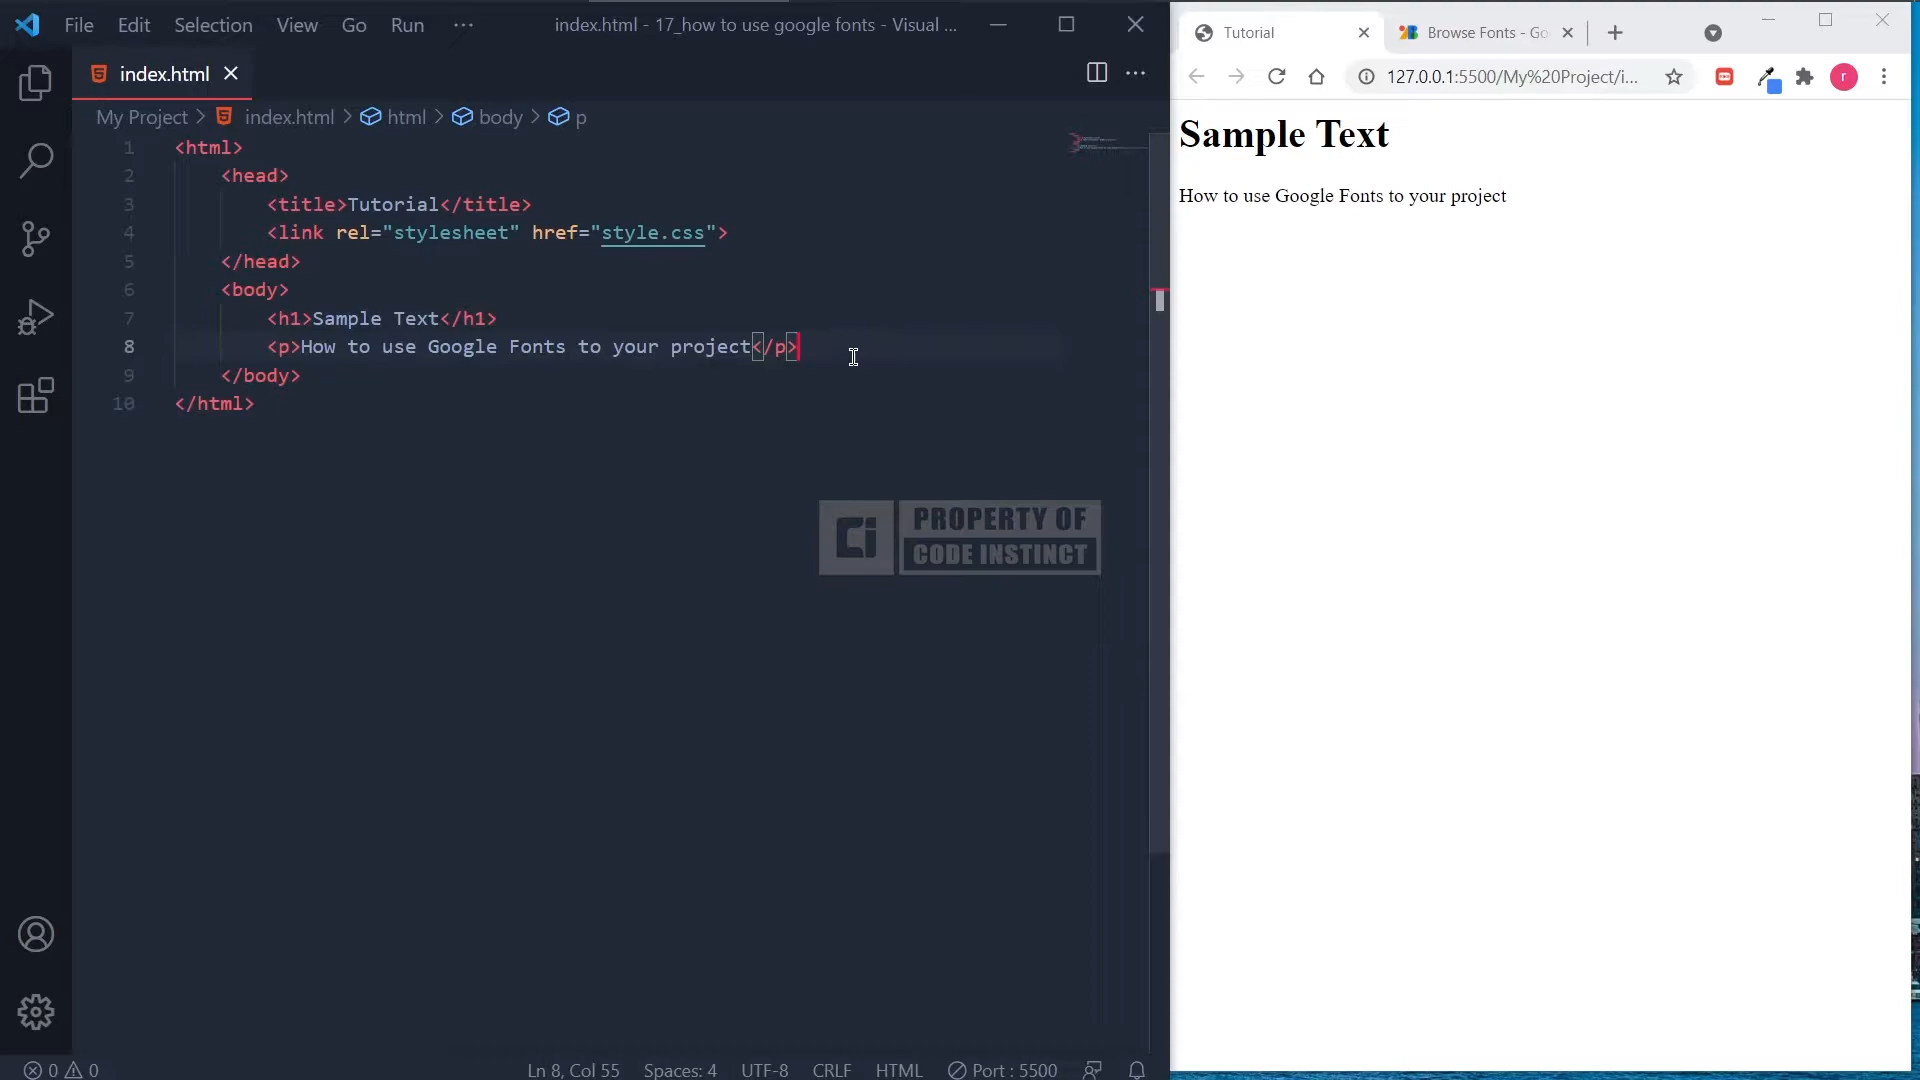 File Edit Selection View Go Run ··· index.html - 17_how to use google fonts - Visual ...
index.html
My Project > index.html > html > body > p
1 <html>
2 <head>
3 <title>Tutorial</title>
4 <link rel="stylesheet" href="style.css">
5 </head>
6 <body>
7 <h1>Sample Text</h1>
8 <p>How to use Google Fonts to your project</p>
9 </body>
10 </html>
Ci PROPERTY OF
CODE INSTINCT
0 0 Ln 8, Col 55 Spaces: 4 UTF-8 CRLF HTML Port : 5500
Tutorial Browse Fonts - Go
127.0.0.1:5500/My%20Project/i... r
Sample Text
How to use Google Fonts to your project